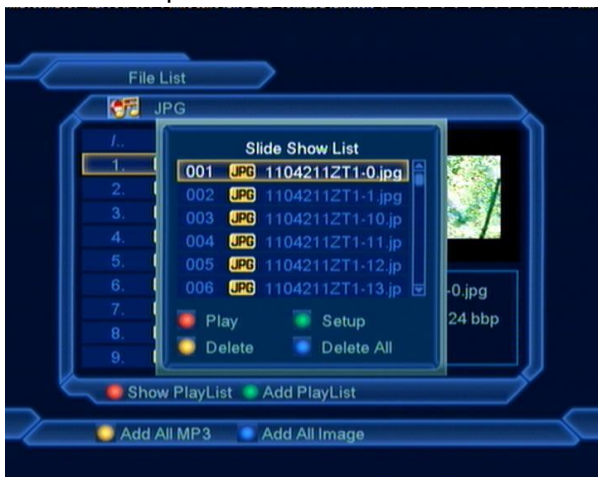 File List
JPG
/..
1.
2.
3.
4.
5.
6.
7.
8.
9.
Slide Show List
001 JPG 1104211ZT1-0.jpg
002 JPG 1104211ZT1-1.jpg
003 JPG 1104211ZT1-10.jp
004 JPG 1104211ZT1-11.jp
005 JPG 1104211ZT1-12.jp
006 JPG 1104211ZT1-13.jp
Play Setup
Delete Delete All
-0.jpg
24 bbp
Show PlayList Add PlayList
Add All MP3 Add All Image